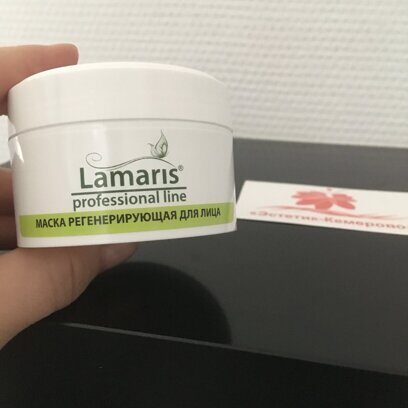 Lamaris®
professional line
МАСКА РЕГЕНЕРИРУЮЩАЯ ДЛЯ ЛИЦА
«Эстетик-Кемерово»